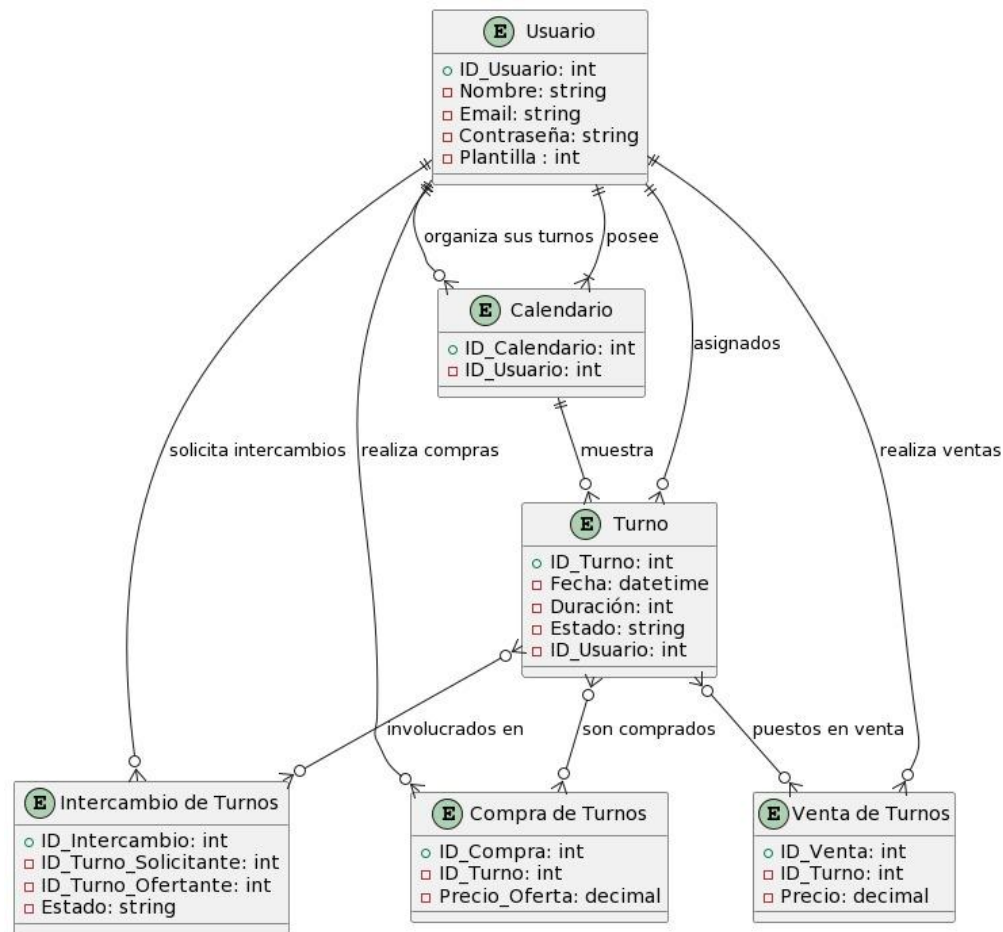 E Usuario
ID_Usuario: int
Nombre: string
Email: string
Contraseña: string
Plantilla : int
organiza sus turnos
posee
E Calendario
ID_Calendario: int
ID_Usuario: int
asignados
solicita intercambios
realiza compras
muestra
realiza ventas
E Turno
ID_Turno: int
Fecha: datetime
Duración: int
Estado: string
ID_Usuario: int
involucrados en
son comprados
puestos en venta
E Intercambio de Turnos
ID_Intercambio: int
ID_Turno_Solicitante: int
ID_Turno_Ofertante: int
Estado: string
E Compra de Turnos
ID_Compra: int
ID_Turno: int
Precio_Oferta: decimal
E Venta de Turnos
ID_Venta: int
ID_Turno: int
Precio: decimal